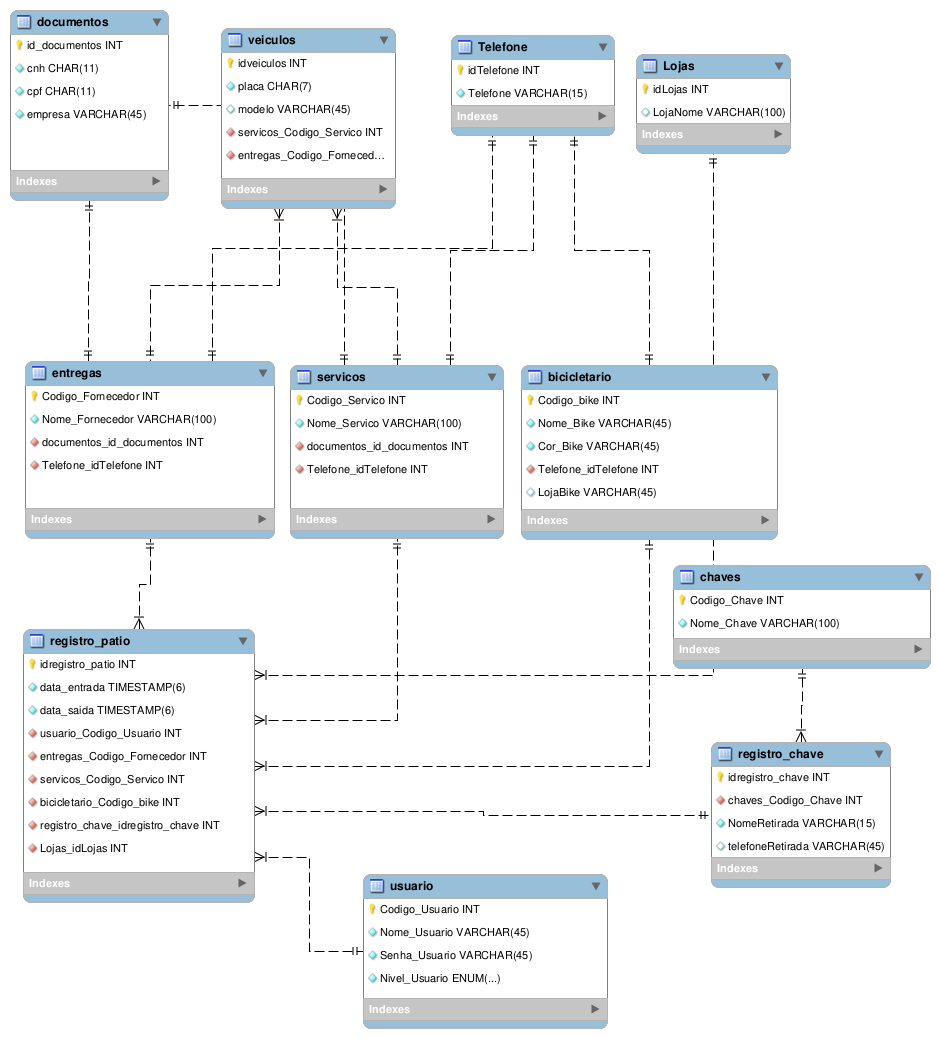 documentos
id_documentos INT
cnh CHAR(11)
cpf CHAR(11)
empresa VARCHAR(45)
Indexes
veiculos
idveiculos INT
placa CHAR(7)
modelo VARCHAR(45)
servicos_Codigo_Servico INT
entregas_Codigo_Forneced...
Indexes
Telefone
idTelefone INT
Telefone VARCHAR(15)
Indexes
Lojas
idLojas INT
LojaNome VARCHAR(100)
Indexes
entregas
Codigo_Fornecedor INT
Nome_Fornecedor VARCHAR(100)
documentos_id_documentos INT
Telefone_idTelefone INT
Indexes
servicos
Codigo_Servico INT
Nome_Servico VARCHAR(100)
documentos_id_documentos INT
Telefone_idTelefone INT
Indexes
bicicletario
Codigo_bike INT
Nome_Bike VARCHAR(45)
Cor_Bike VARCHAR(45)
Telefone_idTelefone INT
LojaBike VARCHAR(45)
Indexes
chaves
Codigo_Chave INT
Nome_Chave VARCHAR(100)
Indexes
registro_patio
idregistro_patio INT
data_entrada TIMESTAMP(6)
data_saida TIMESTAMP(6)
usuario_Codigo_Usuario INT
entregas_Codigo_Fornecedor INT
servicos_Codigo_Servico INT
bicicletario_Codigo_bike INT
registro_chave_idregistro_chave INT
Lojas_idLojas INT
Indexes
registro_chave
idregistro_chave INT
chaves_Codigo_Chave INT
NomeRetirada VARCHAR(15)
telefoneRetirada VARCHAR(45)
Indexes
usuario
Codigo_Usuario INT
Nome_Usuario VARCHAR(45)
Senha_Usuario VARCHAR(45)
Nivel_Usuario ENUM(...)
Indexes